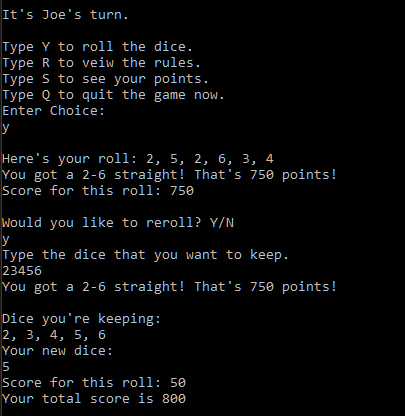 It's Joe's turn.
Type Y to roll the dice.
Type R to veiw the rules.
Type S to see your points.
Type Q to quit the game now.
Enter Choice:
y
Here's your roll: 2, 5, 2, 6, 3, 4
You got a 2-6 straight! That's 750 points!
Score for this roll: 750
Would you like to reroll? Y/N
y
Type the dice that you want to keep.
23456
You got a 2-6 straight! That's 750 points!
Dice you're keeping:
2, 3, 4, 5, 6
Your new dice:
5
Score for this roll: 50
Your total score is 800